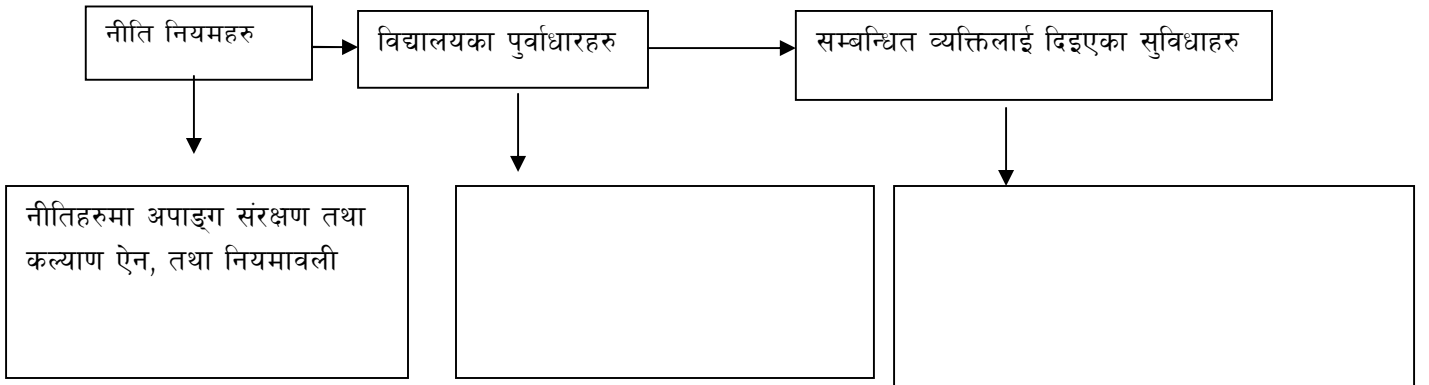 नीति नियमहरु
विद्यालयका पुर्वाधारहरु
सम्बन्धित व्यक्तिलाई दिइएका सुविधाहरु
नीतिहरुमा अपाङ्ग संरक्षण तथा
कल्याण ऐन, तथा नियमावली